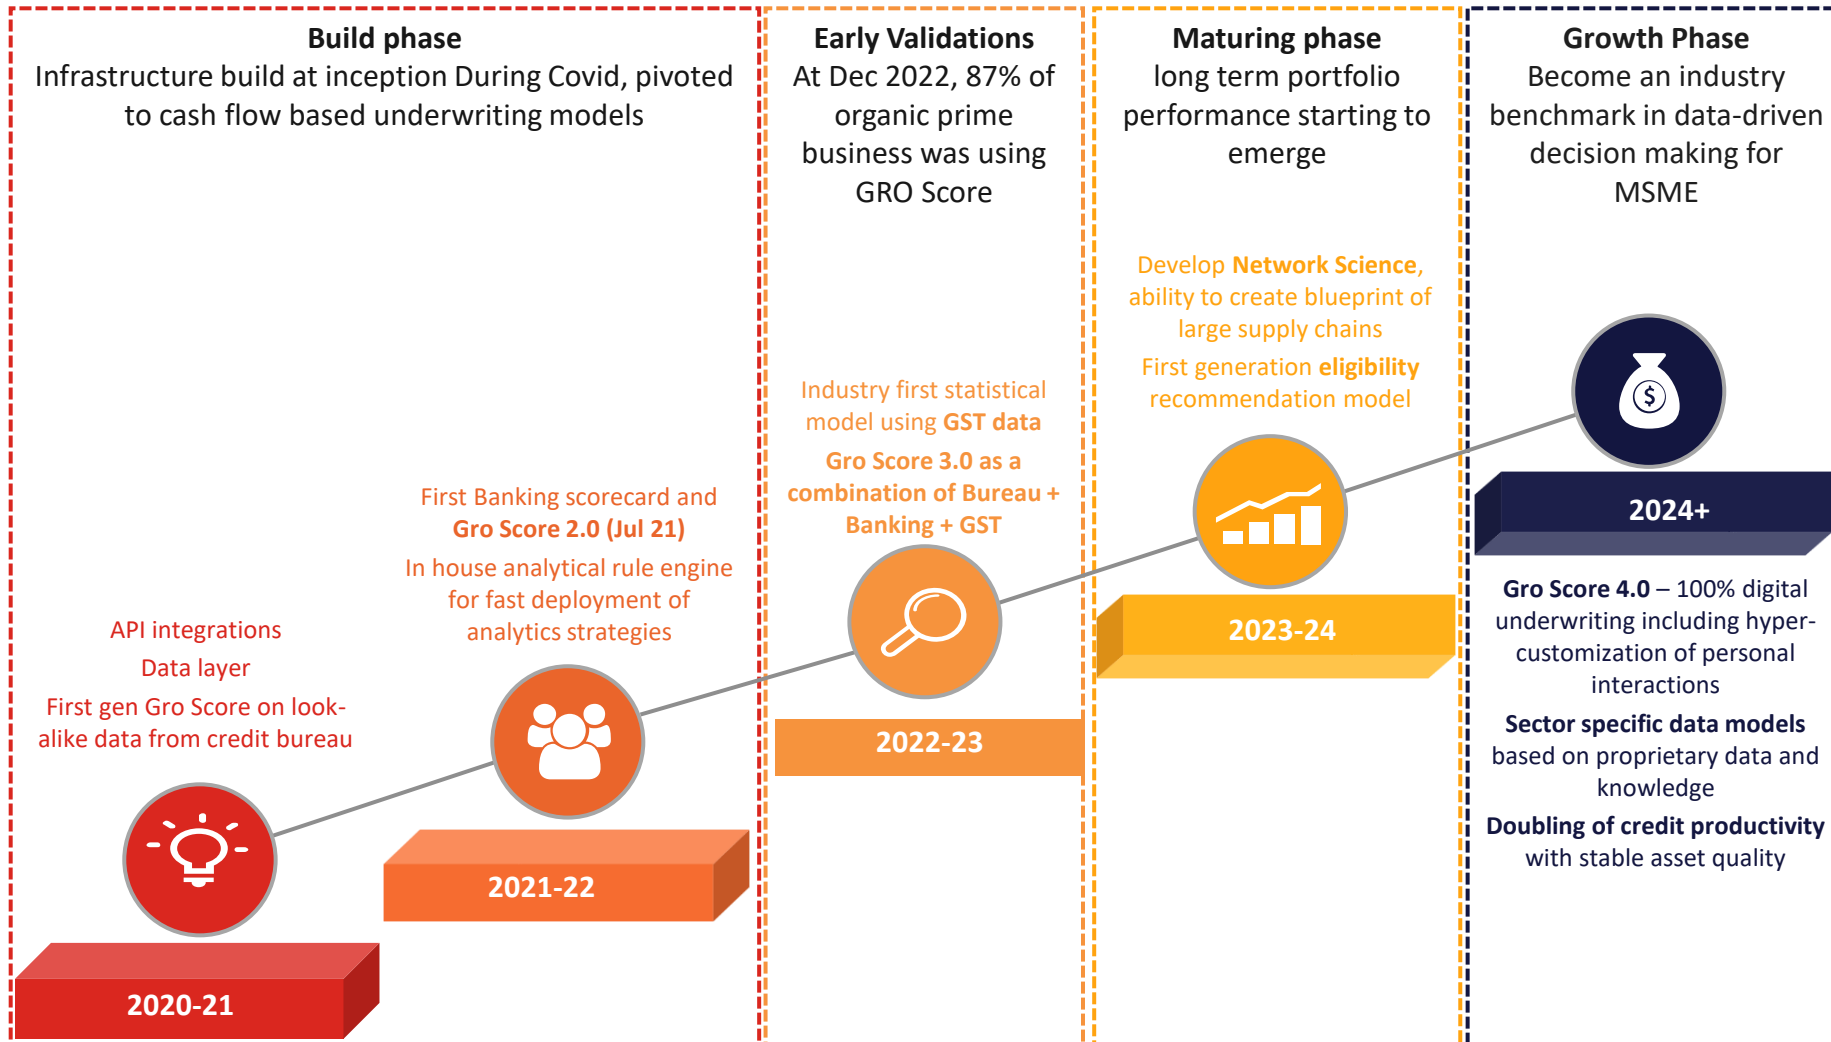 Build phase
Infrastructure build at inception During Covid, pivoted
to cash flow based underwriting models
API integrations
Data layer
First gen Gro Score on look-
alike data from credit bureau
2020-21
First Banking scorecard and
Gro Score 2.0 (Jul 21)
In house analytical rule engine
for fast deployment of
analytics strategies
2021-22
Early Validations
At Dec 2022, 87% of
organic prime
business was using
GRO Score
Industry first statistical
model using GST data
Gro Score 3.0 as a
combination of Bureau +
Banking + GST
2022-23
Maturing phase
long term portfolio
performance starting to
emerge
Develop Network Science,
ability to create blueprint of
large supply chains
First generation eligibility
recommendation model
2023-24
Growth Phase
Become an industry
benchmark in data-driven
decision making for
MSME
$
2024+
Gro Score 4.0 – 100% digital
underwriting including hyper-
customization of personal
interactions
Sector specific data models
based on proprietary data and
knowledge
Doubling of credit productivity
with stable asset quality